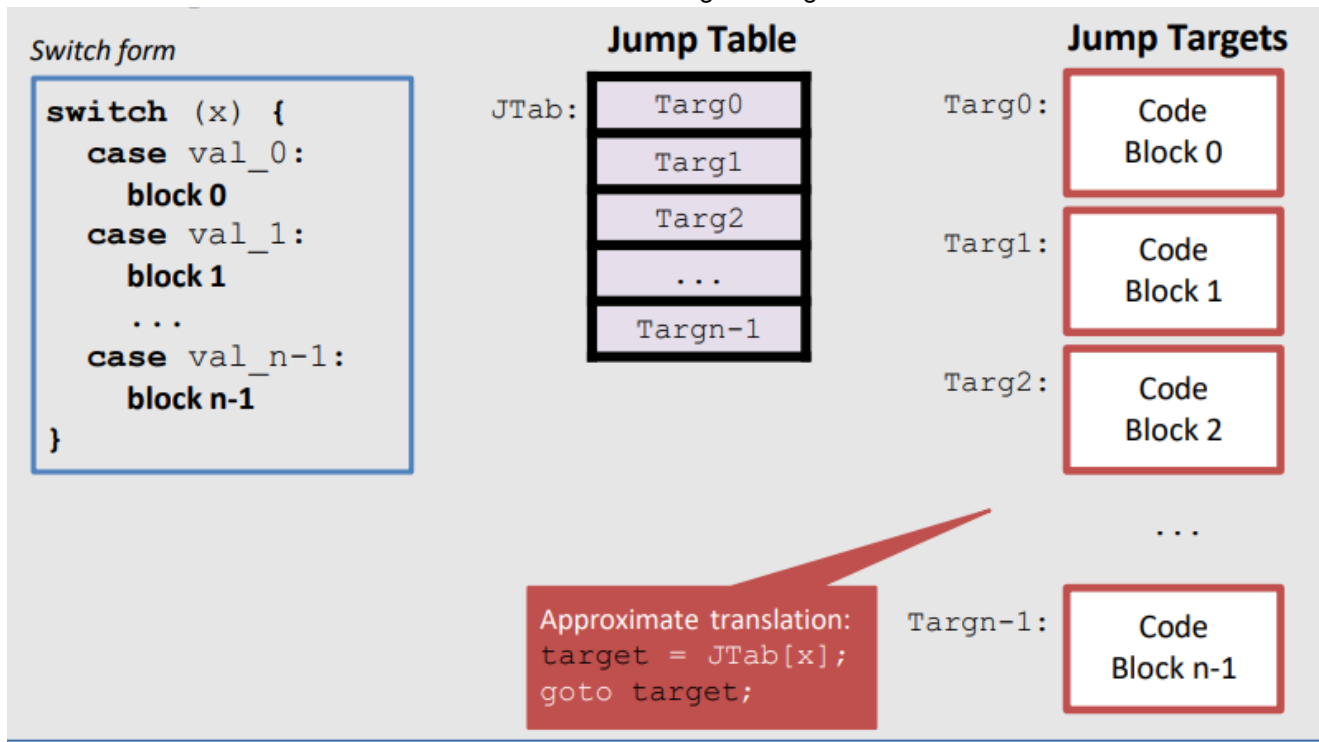 Switch form
switch (x) {
case val_0:
block 0
case val_1:
block 1
...
case val_n-1:
block n-1
}
Jump Table
JTab:
Targ0
Targ1
Targ2
...
Targn-1
Jump Targets
Targ0:
Code
Block 0
Targ1:
Code
Block 1
Targ2:
Code
Block 2
...
Targn-1:
Code
Block n-1
Approximate translation:
target = JTab[x];
goto target;